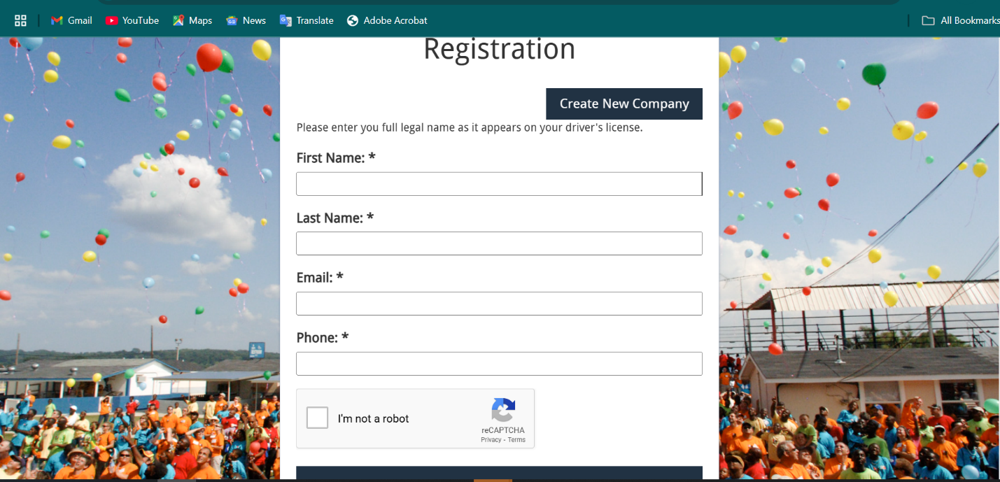 Gmail YouTube Maps News Translate Adobe Acrobat All Bookmarks
Registration
Create New Company
Please enter you full legal name as it appears on your driver's license.
First Name: *
Last Name: *
Email: *
Phone: *
I'm not a robot
reCAPTCHA
Privacy - Terms